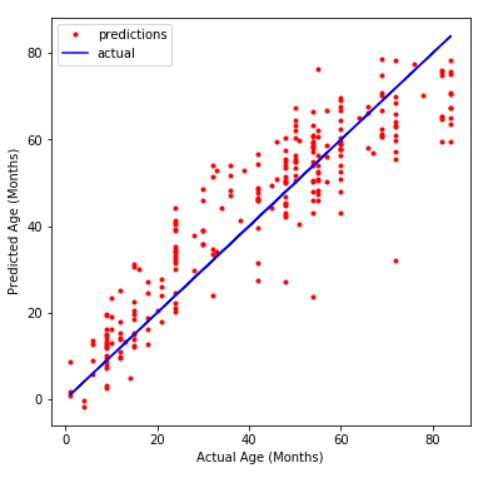 predictions
actual
80
60
40
20
0
Predicted Age (Months)
0 20 40 60 80
Actual Age (Months)